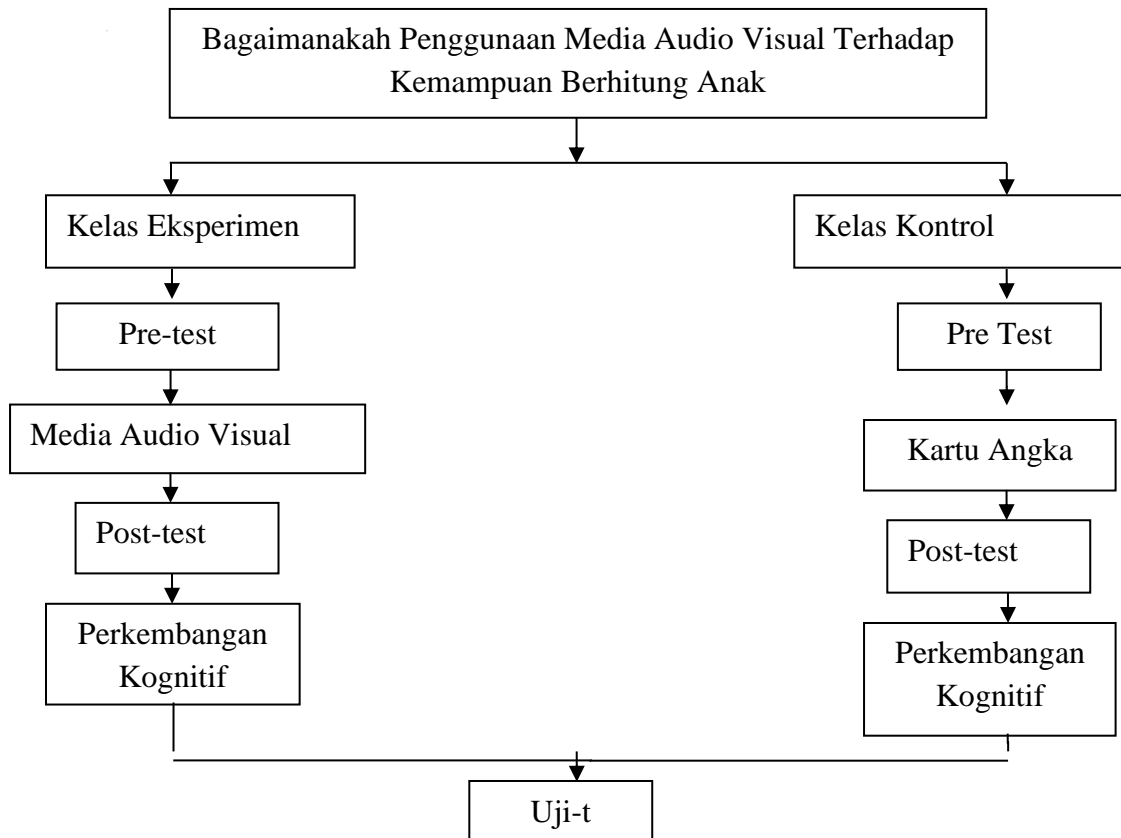 Bagaimanakah Penggunaan Media Audio Visual Terhadap
Kemampuan Berhitung Anak
Kelas Eksperimen
Kelas Kontrol
Pre-test
Pre Test
Media Audio Visual
Kartu Angka
Post-test
Post-test
Perkembangan
Kognitif
Perkembangan
Kognitif
Uji-t